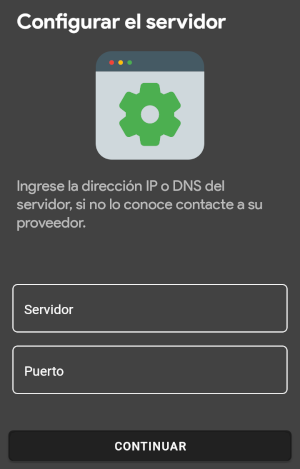 Configurar el servidor
Ingrese la dirección IP o DNS del
servidor, si no lo conoce contacte a su
proveedor.
Servidor
Puerto
CONTINUAR